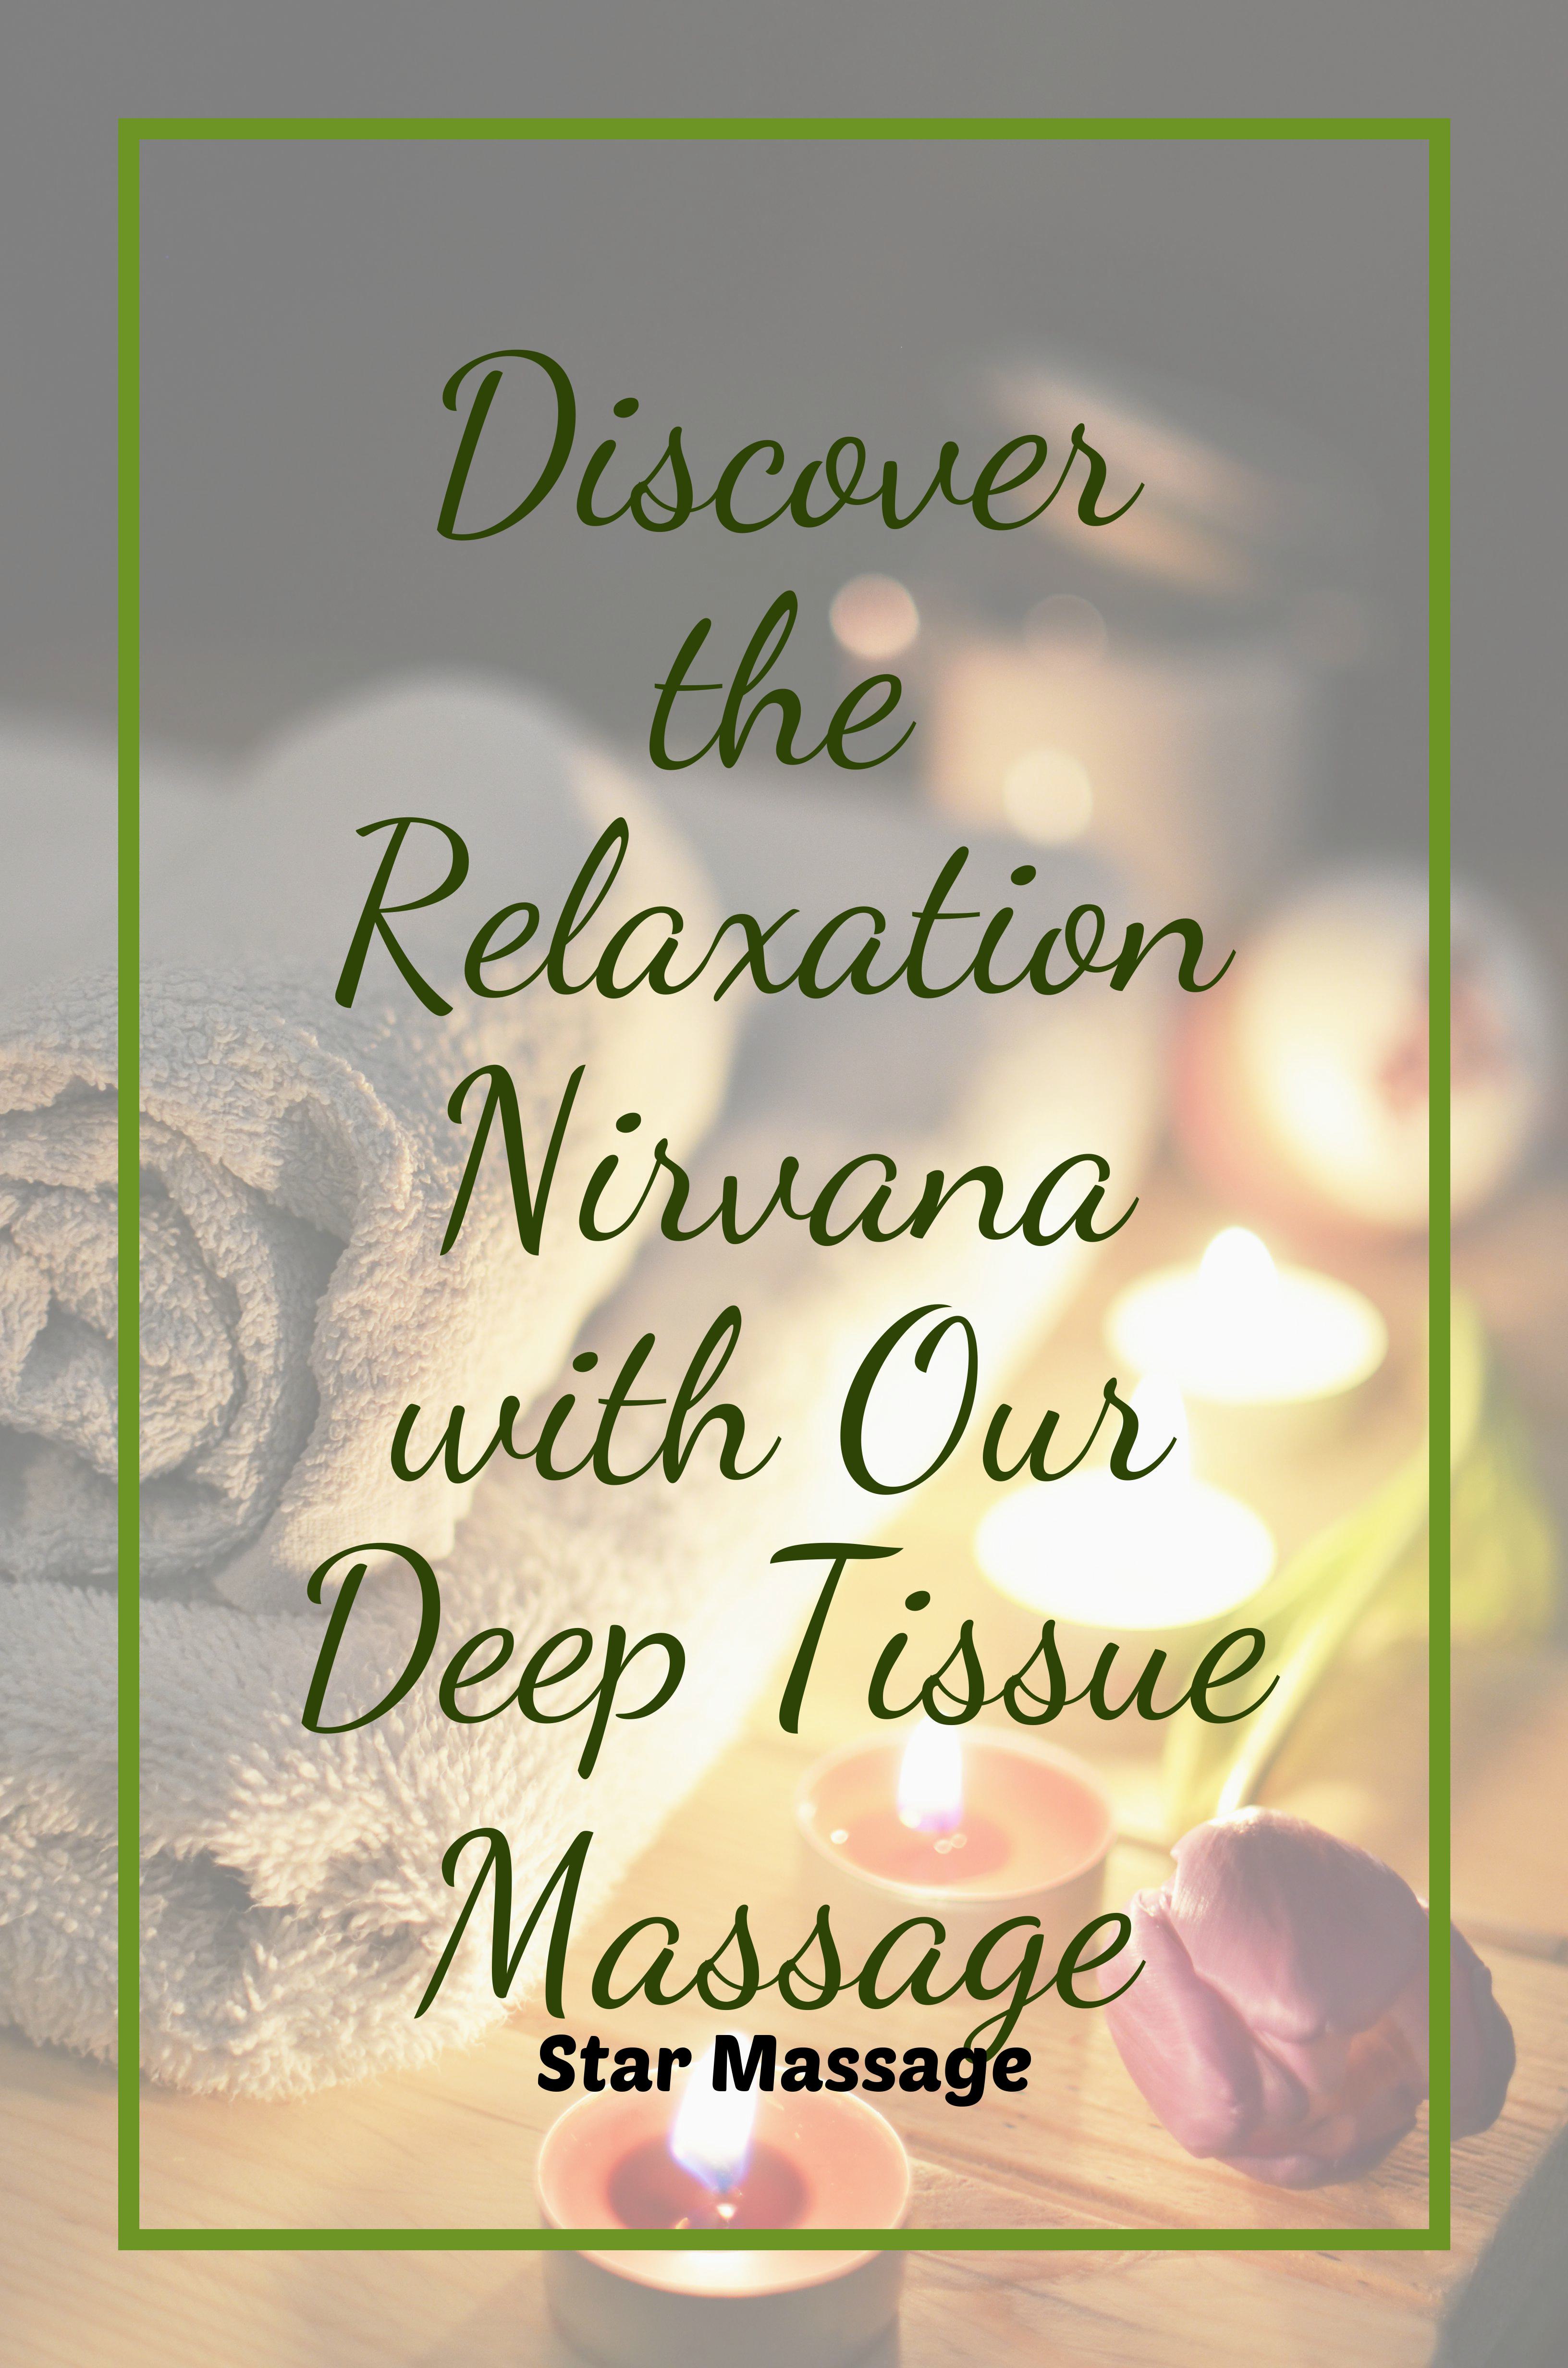 Discover
the
Relaxation
Nirvana
with Our
Deep Tissue
Massage
Star Massage